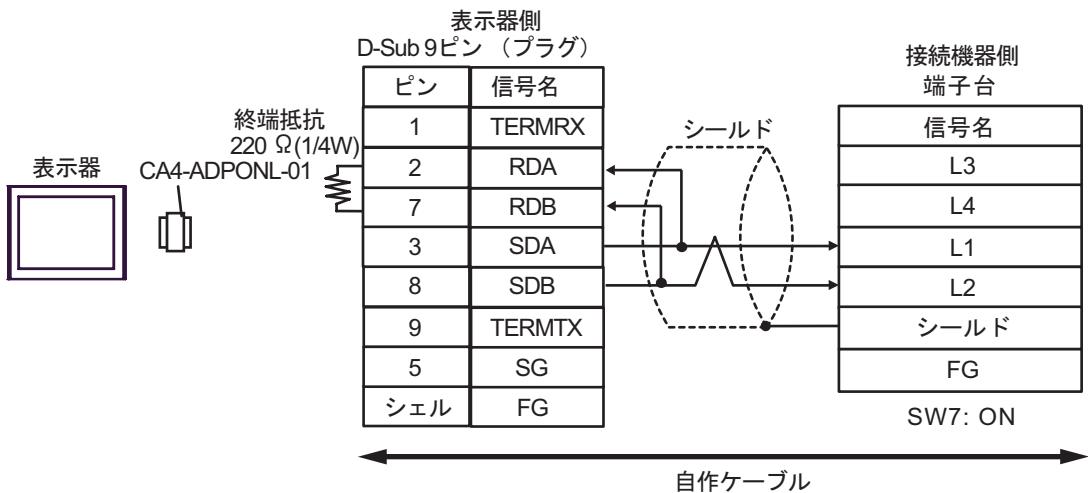 表示器側
D-Sub 9ピン （プラグ）
接続機器側
端子台
ピン 信号名
信号名
終端抵抗
220 Ω(1/4W)
1 TERMRX
シールド
表示器
CA4-ADPONL-01
2 RDA
L3
7 RDB
L4
3 SDA
L1
8 SDB
L2
9 TERMTX
シールド
5 SG
FG
シェル FG
SW7: ON
自作ケーブル